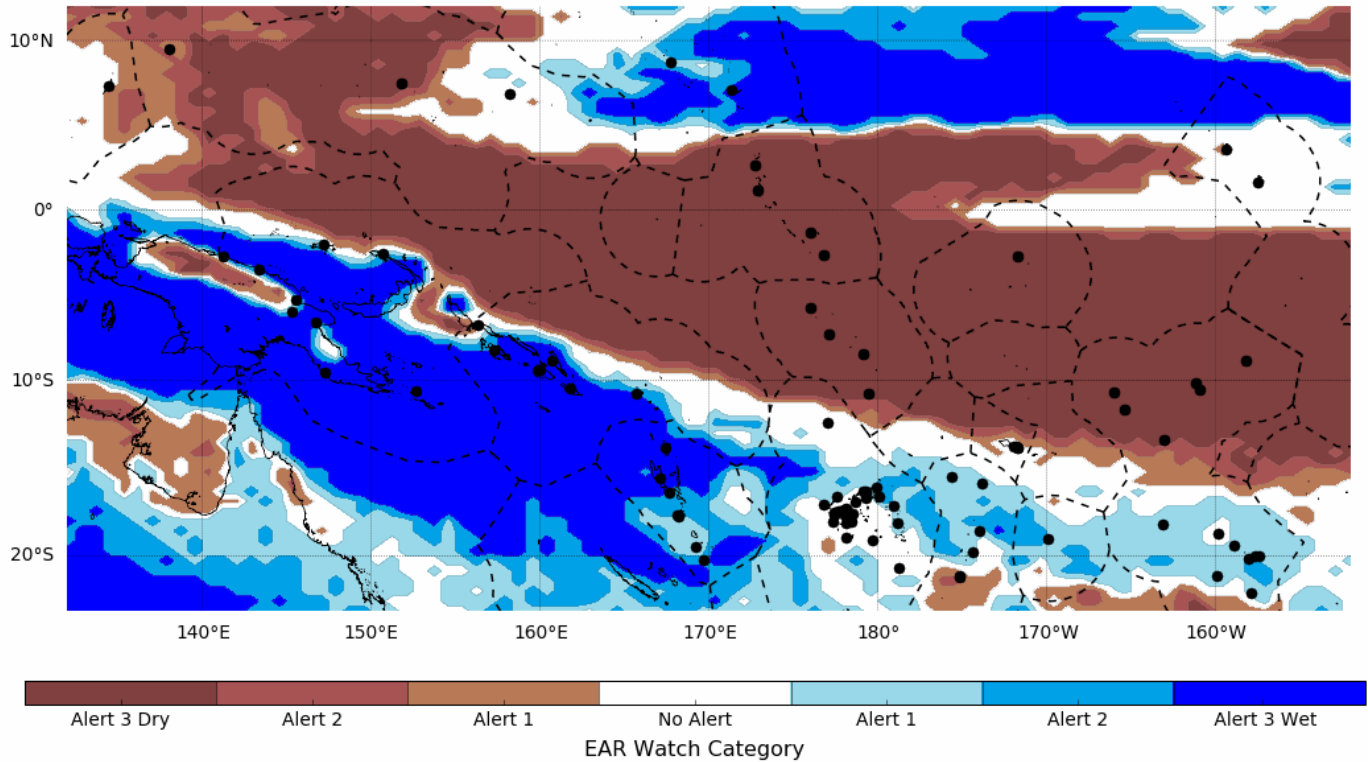 10°N
0°
10°S
20°S
140°E 150°E 160°E 170°E 180° 170°W 160°W
Alert 3 Dry Alert 2 Alert 1 No Alert Alert 1 Alert 2 Alert 3 Wet
EAR Watch Category